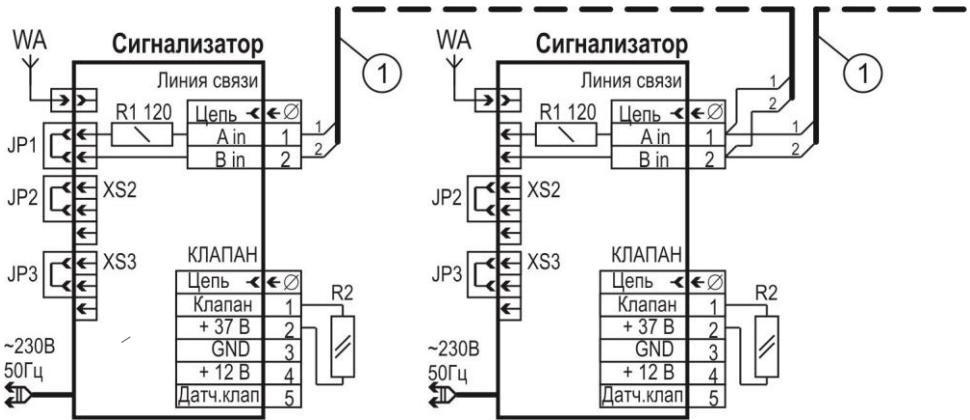 WA
Сигнализатор
1
Линия связи
R1 120
Цепь
JP1
A in 1 1
B in 2 2
JP2
XS2
JP3
XS3
КЛАПАН
Цепь
Клапан 1
R2
+ 37 В 2
GND 3
+ 12 В 4
Датч.клап 5
~230В
50Гц
WA
Сигнализатор
1
Линия связи
1
2
R1 120
Цепь
A in 1 1
B in 2 2
JP2
XS2
JP3
XS3
КЛАПАН
Цепь
Клапан 1
R2
+ 37 В 2
GND 3
+ 12 В 4
Датч.клап 5
~230В
50Гц